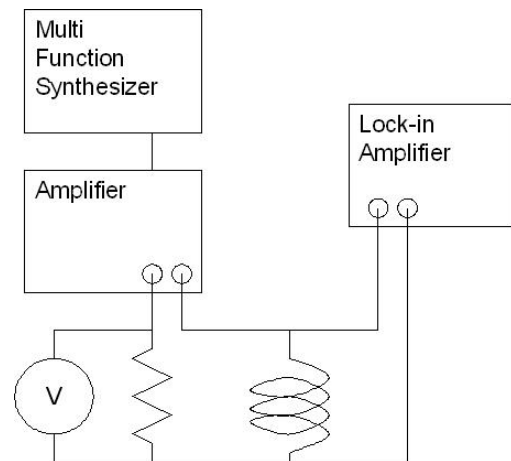 Multi
Function
Synthesizer
Lock-in
Amplifier
Amplifier
V